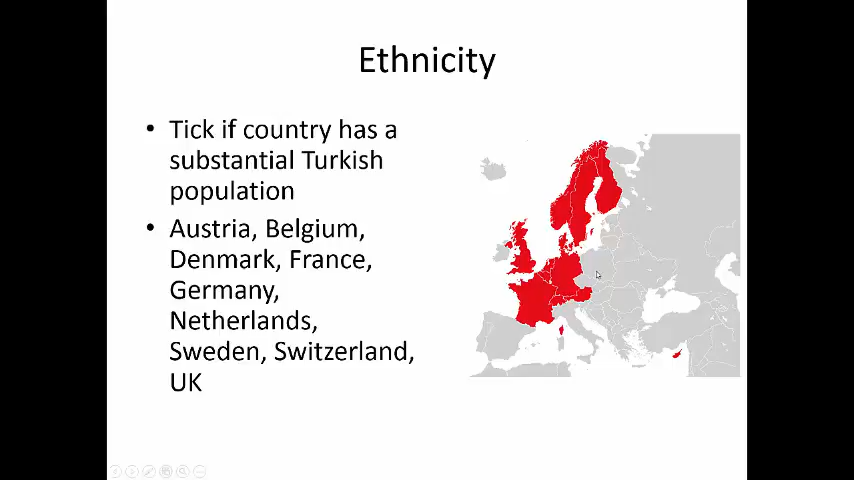 Ethnicity
• Tick if country has a
substantial Turkish
population
• Austria, Belgium,
Denmark, France,
Germany,
Netherlands,
Sweden, Switzerland,
UK